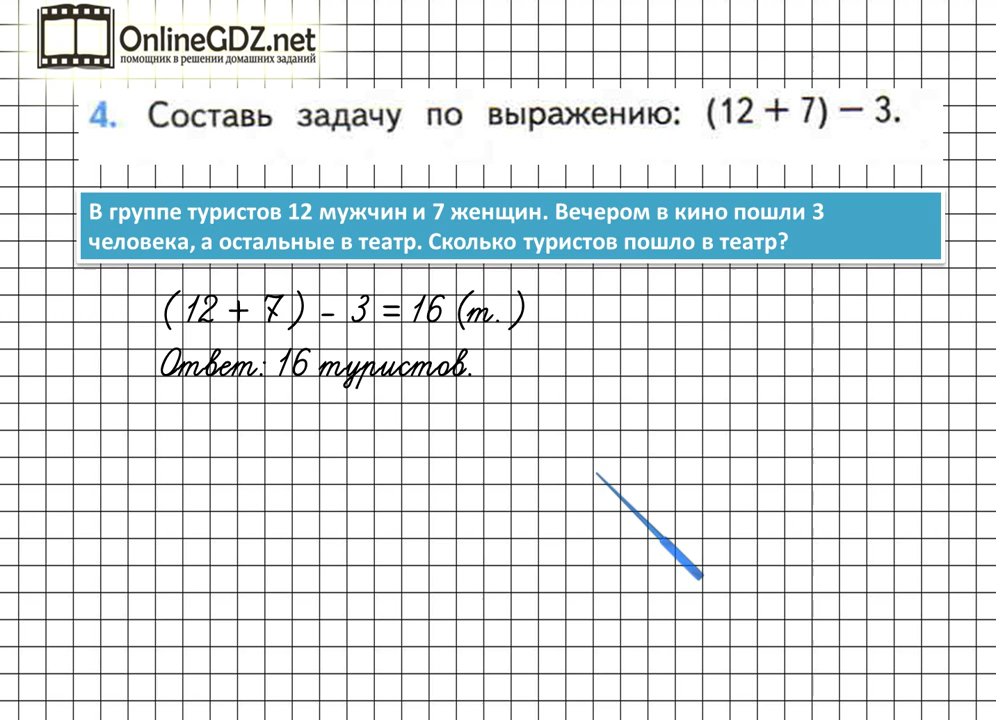 OnlineGDZ.net
помощник в решении домашних заданий
4. Составь задачу по выражению: (12 + 7) − 3.
В группе туристов 12 мужчин и 7 женщин. Вечером в кино пошли 3
человека, а остальные в театр. Сколько туристов пошло в театр?
(12 + 7) - 3 = 16 (т. )
Ответ: 16 туристов.